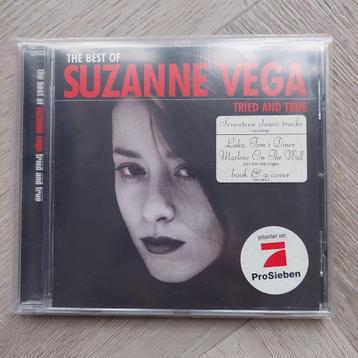 THE BEST OF
SUZANNE VEGA
TRIED AND TRUE
Seventeen classic tracks
including
Luka, Tom's Diner,
Marlene On The Wall
plus the new single
book & a cover
präsentiert von:
7
ProSieben
the best of suzanne vega tried and true